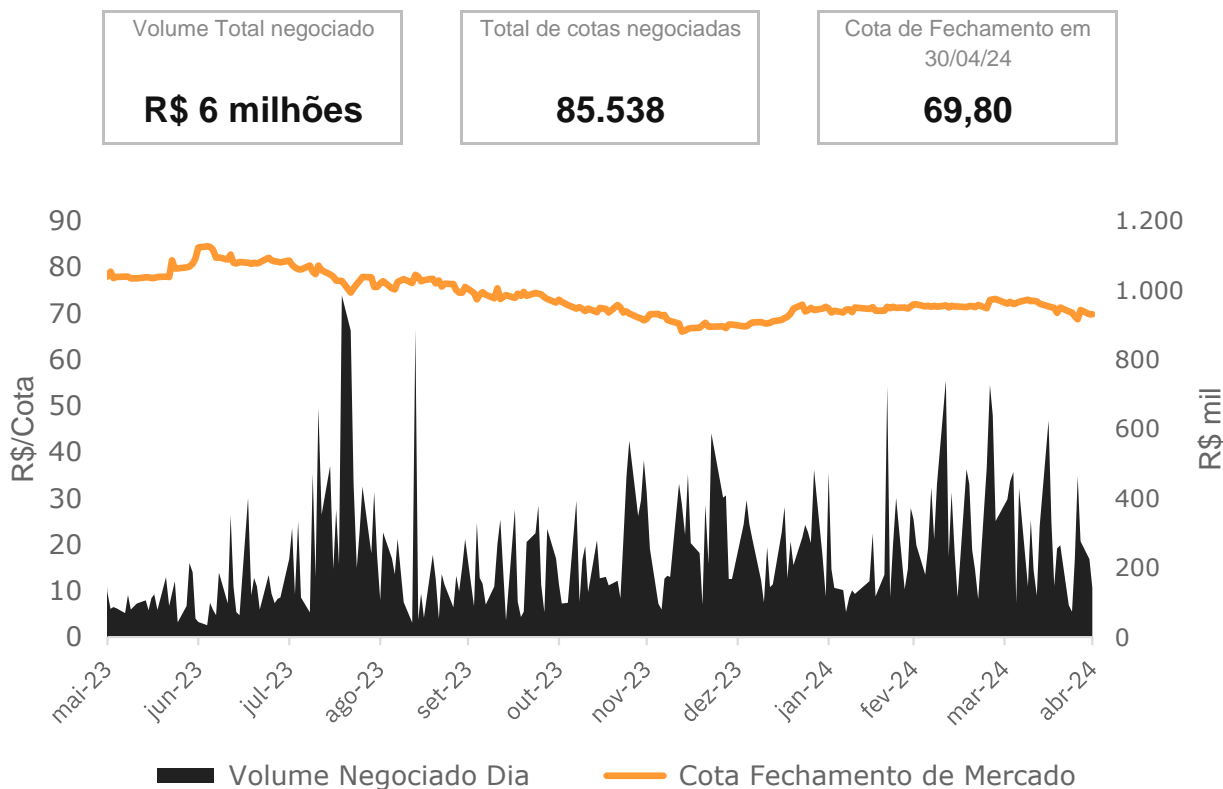 Volume Total negociado
R$ 6 milhões
Total de cotas negociadas
85.538
Cota de Fechamento em
30/04/24
69,80
90
80
70
60
50
40
30
20
10
0
R$/Cota
1.200
1.000
800
600
400
200
0
R$ mil
mai-23
jun-23
jul-23
ago-23
set-23
out-23
nov-23
dez-23
jan-24
fev-24
mar-24
abr-24
Volume Negociado Dia
Cota Fechamento de Mercado